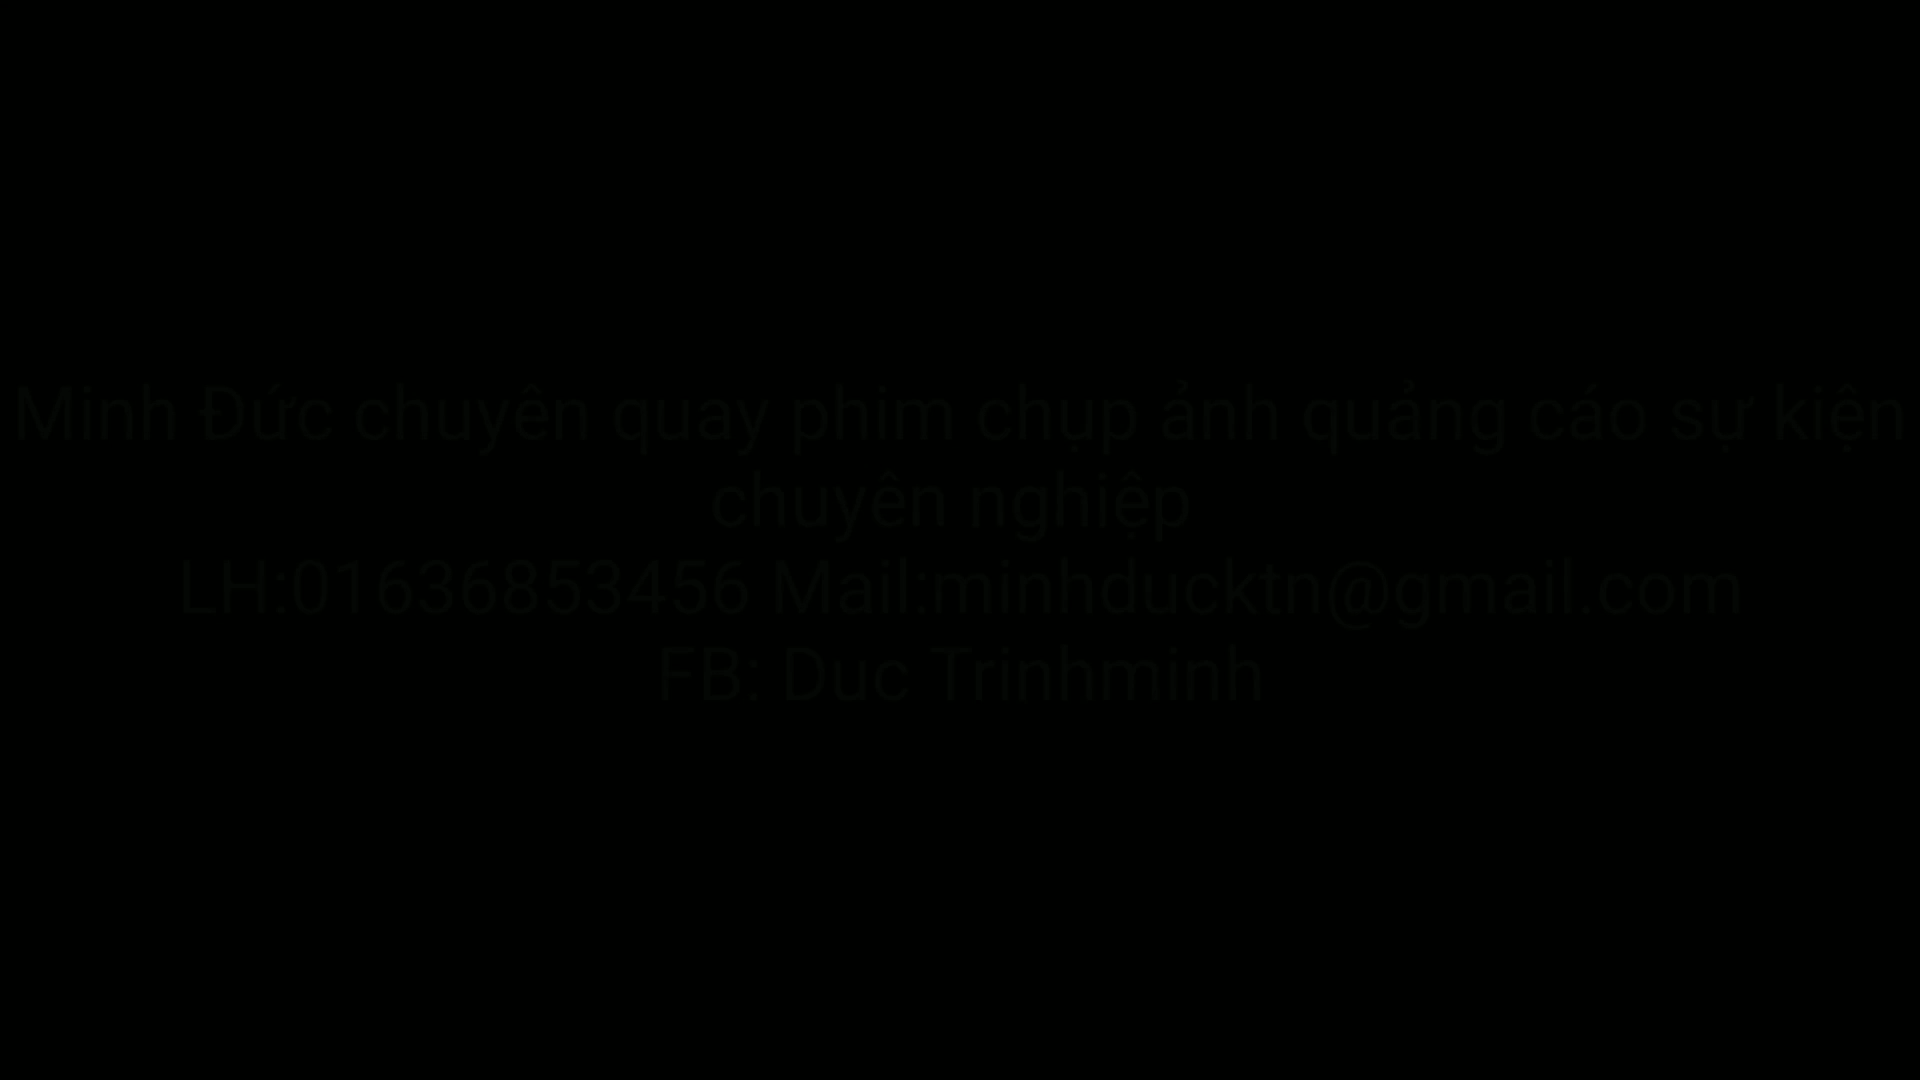 Minh Đức chuyên quay phim chụp ảnh quảng cáo sự kiện
chuyên nghiệp
LH:01636853456 Mail:minhducktn@gmail.com
FB: Duc Trinhminh